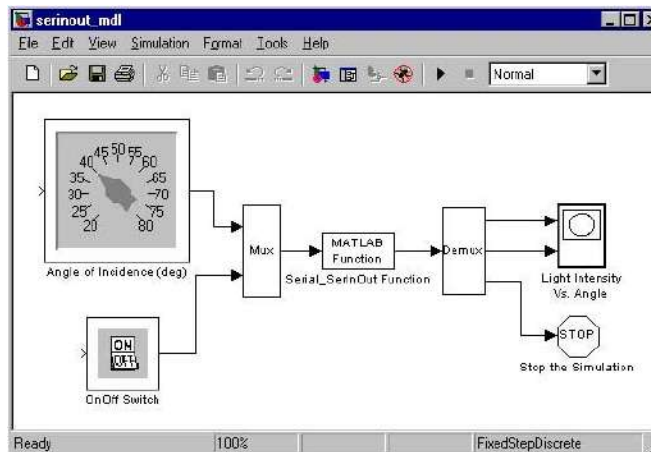 serinout_mdl
File Edit View Simulation Format Tools Help
Normal
45 50 55
40 60
35 65
30 70
25 75
20 80
Angle of Incidence (deg)
Mux
MATLAB
Function
Serial_SerinOut Function
Demux
Light Intensity
Vs. Angle
ON
OFF
OnOff Switch
STOP
Stop the Simulation
Ready 100% FixedStepDiscrete